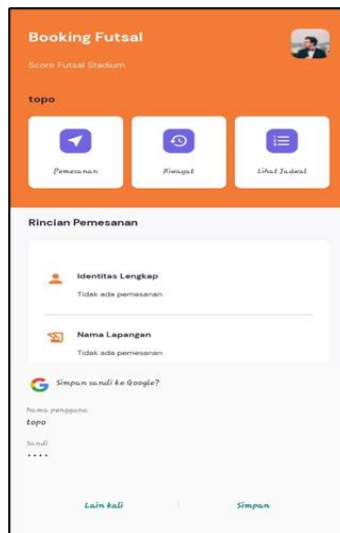 Booking Futsal
Score Futsal Stadium
topo
Pemesanan
Riwayat
Lihat Jadwal
Rincian Pemesanan
Identitas Lengkap
Tidak ada pemesanan
Nama Lapangan
Tidak ada pemesanan
Simpan sandi ke Google?
Nama pengguna
topo
Sandi
••••
Lain kali
Simpan